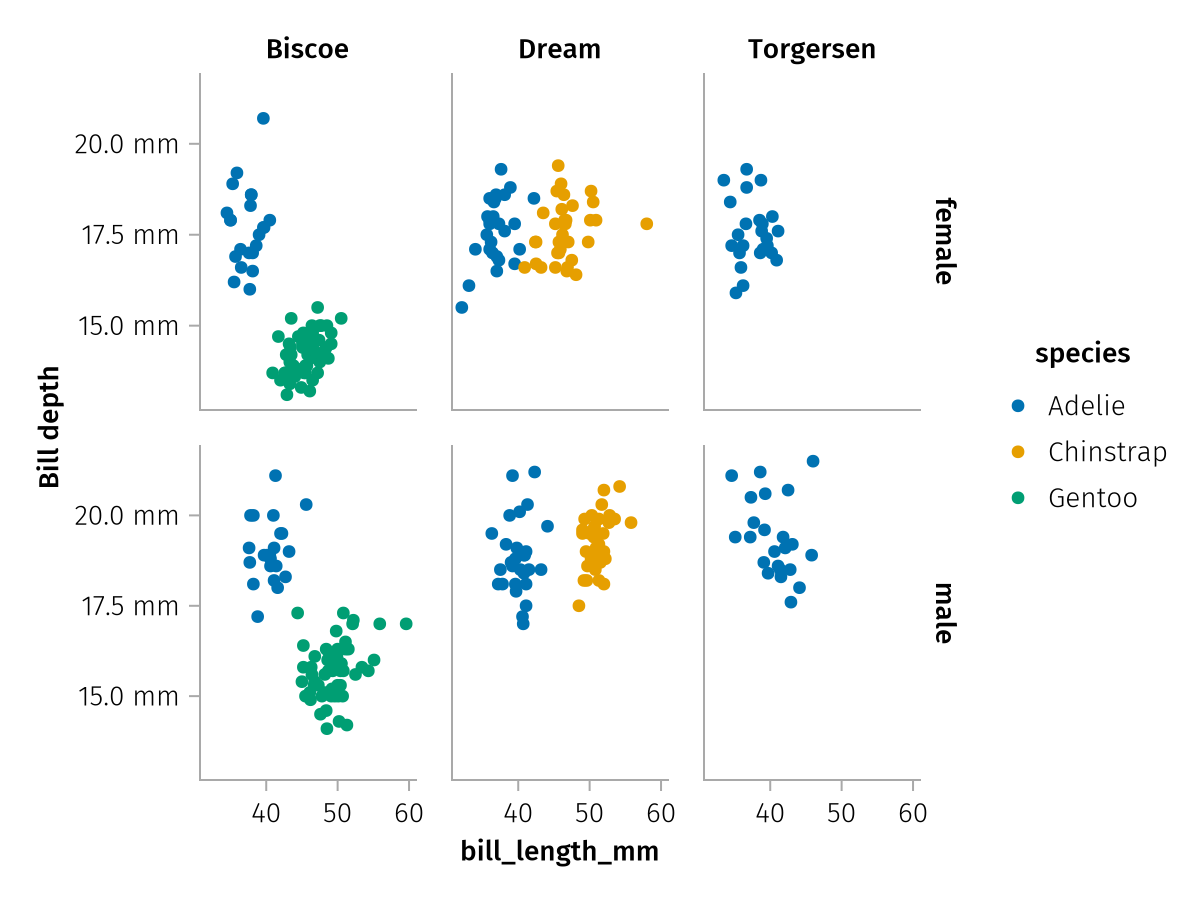 Biscoe Dream Torgersen
20.0 mm
17.5 mm
15.0 mm
female
Bill depth
20.0 mm
17.5 mm
15.0 mm
male
40 50 60 40 50 60 40 50 60
bill_length_mm
species
Adelie
Chinstrap
Gentoo